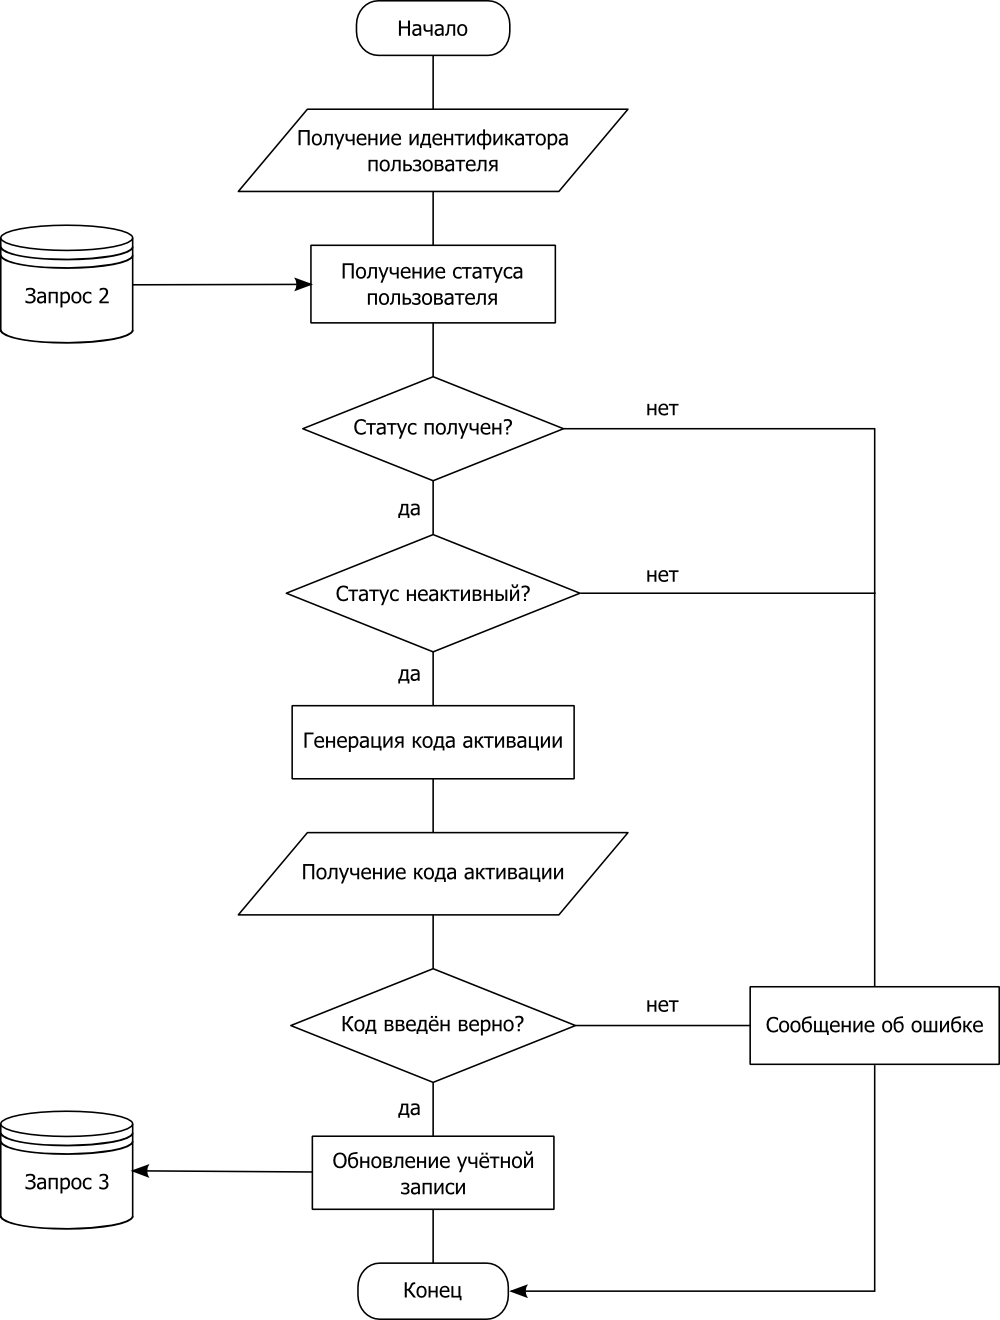 Начало
Получение идентификатора
пользователя
Запрос 2
Получение статуса
пользователя
Статус получен?
нет
да
Статус неактивный?
нет
да
Генерация кода активации
Получение кода активации
Код введён верно?
нет
Сообщение об ошибке
да
Запрос 3
Обновление учётной
записи
Конец